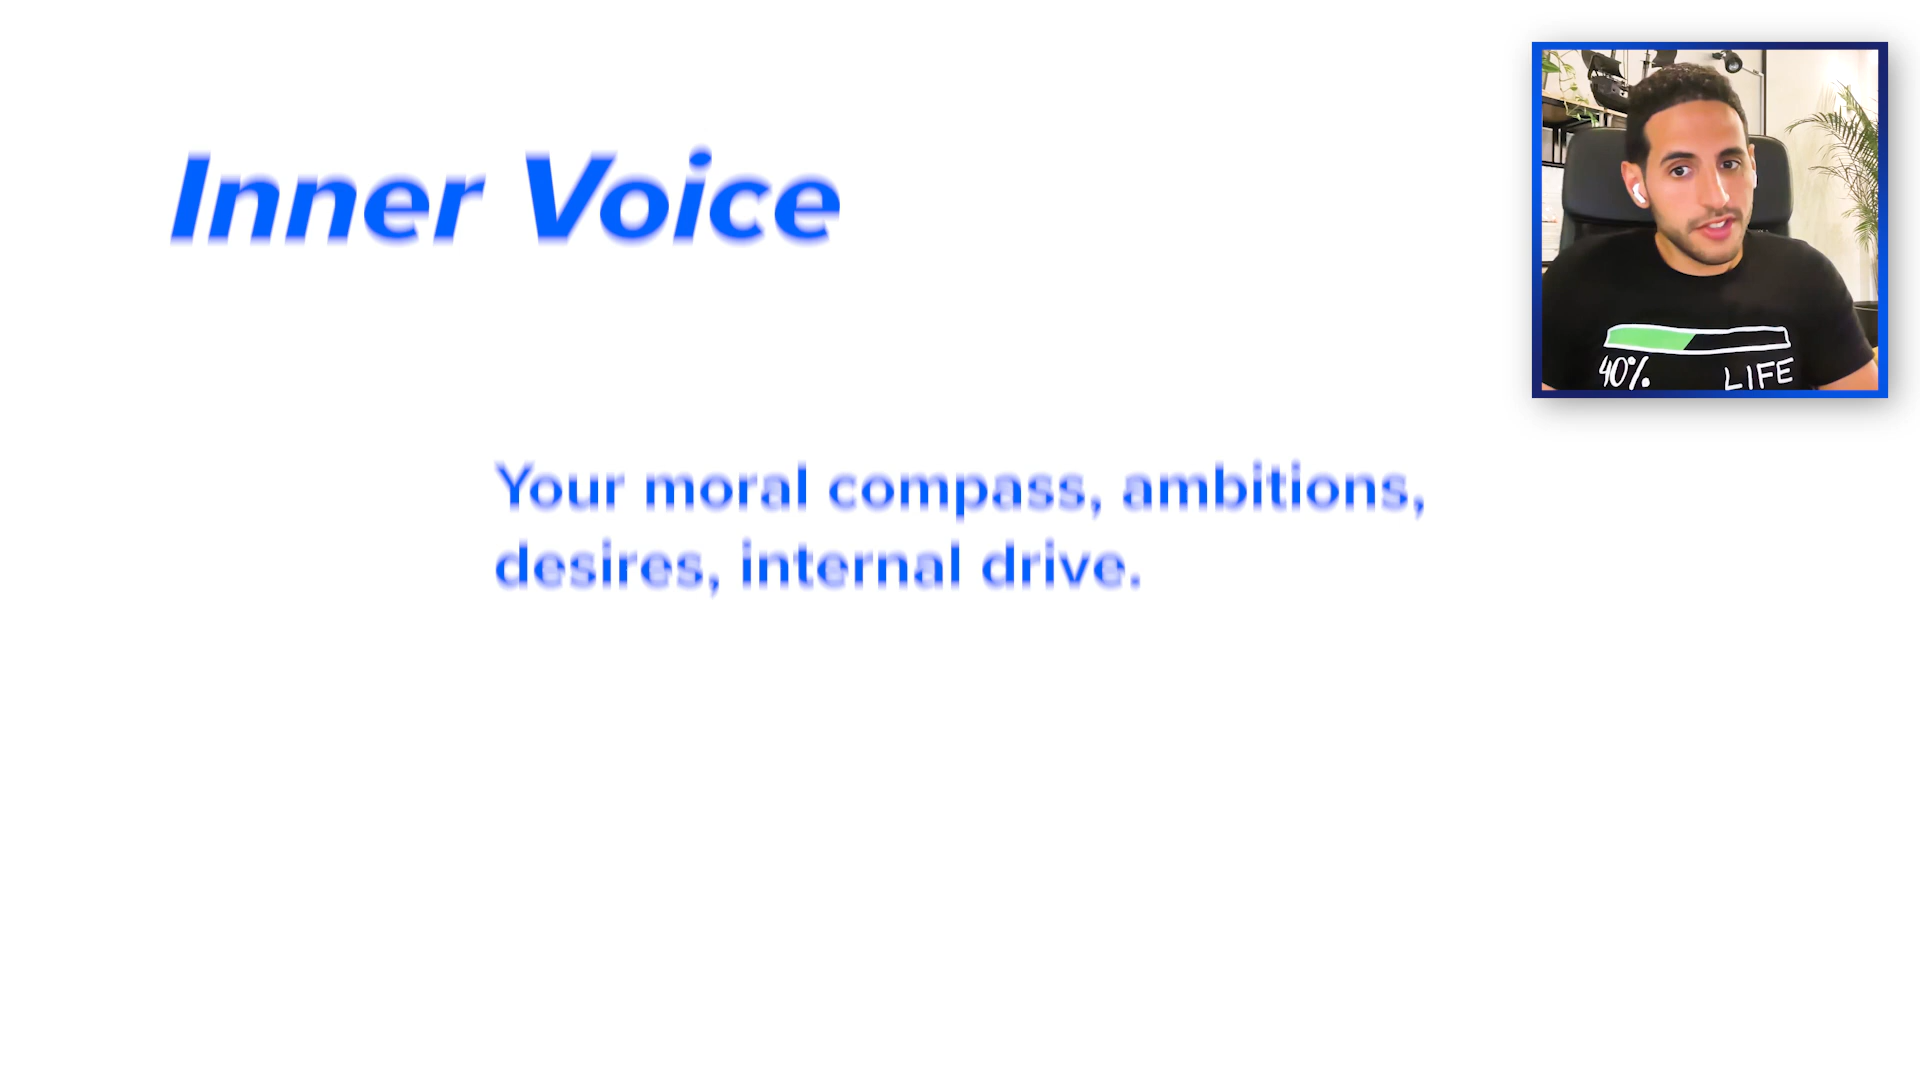 Inner Voice
Your moral compass, ambitions,
desires, internal drive.
40% LIFE